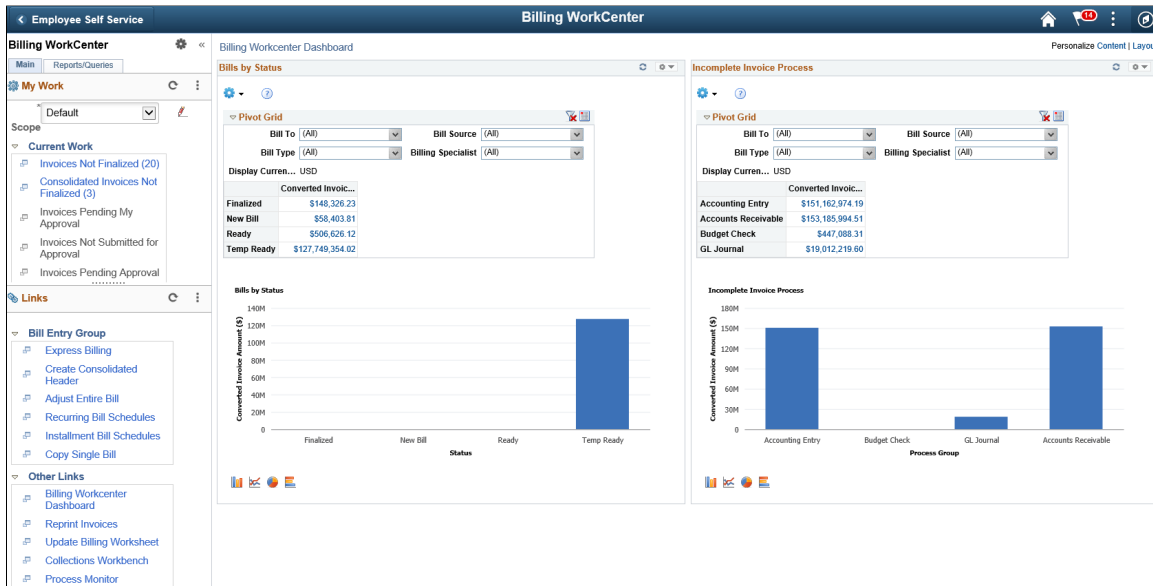 Employee Self Service
Billing WorkCenter
14
Billing WorkCenter
«
Main
Reports/Queries
My Work
*
Default
Scope
Current Work
Invoices Not Finalized (20)
Consolidated Invoices Not
Finalized (3)
Invoices Pending My
Approval
Invoices Not Submitted for
Approval
Invoices Pending Approval
Links
Bill Entry Group
Express Billing
Create Consolidated
Header
Adjust Entire Bill
Recurring Bill Schedules
Installment Bill Schedules
Copy Single Bill
Other Links
Billing Workcenter
Dashboard
Reprint Invoices
Update Billing Worksheet
Collections Workbench
Process Monitor
Billing Workcenter Dashboard
Personalize Content | Layou
Bills by Status
?
Pivot Grid
Bill To (All) Bill Source (All)
Bill Type (All) Billing Specialist (All)
Display Curren... USD
Converted Invoic...
Finalized $148,326.23
New Bill $58,403.81
Ready $506,626.12
Temp Ready $127,749,354.02
Bills by Status
Converted Invoice Amount ($)
140M
120M
100M
80M
60M
40M
20M
0
Finalized New Bill Ready Temp Ready
Status
Incomplete Invoice Process
?
Pivot Grid
Bill To (All) Bill Source (All)
Bill Type (All) Billing Specialist (All)
Display Curren... USD
Converted Invoic...
Accounting Entry $151,162,974.19
Accounts Receivable $153,185,994.51
Budget Check $447,088.31
GL Journal $19,012,219.60
Incomplete Invoice Process
Converted Invoice Amount ($)
180M
150M
120M
90M
60M
30M
0
Accounting Entry Budget Check GL Journal Accounts Receivable
Process Group